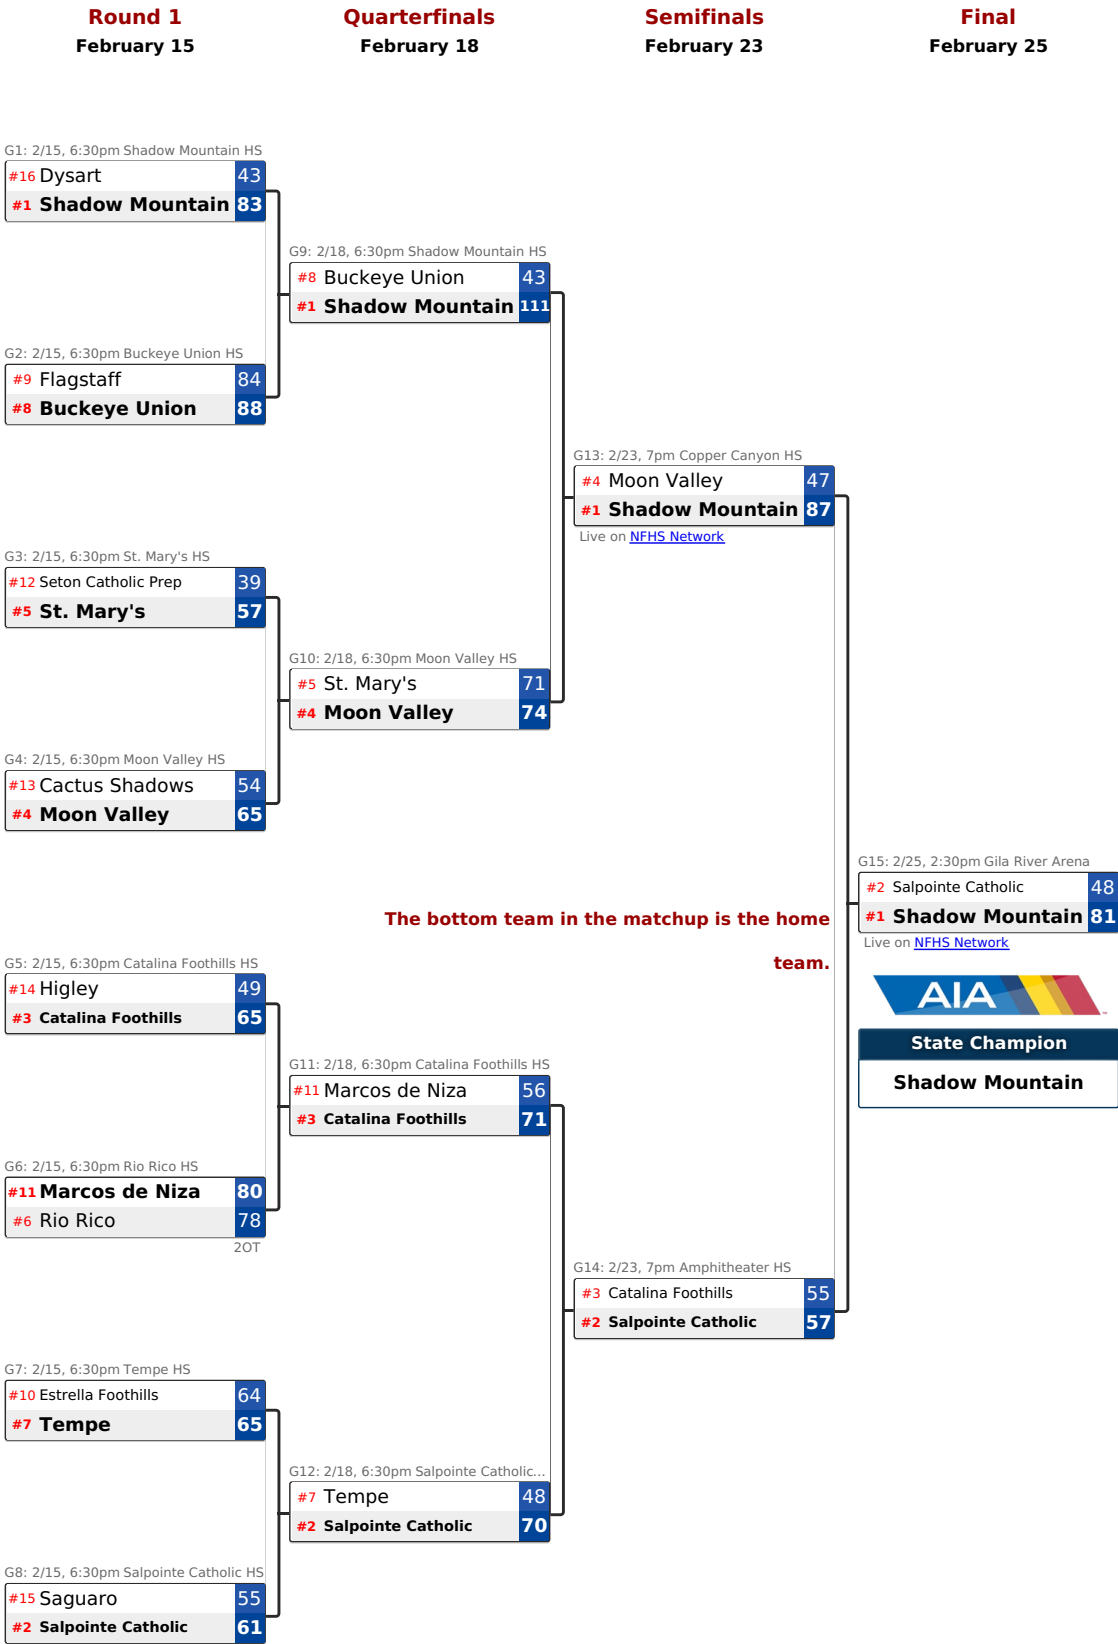 Round 1
February 15
Quarterfinals
February 18
Semifinals
February 23
Final
February 25
G1: 2/15, 6:30pm Shadow Mountain HS
#16 Dysart 43
#1 Shadow Mountain 83
G2: 2/15, 6:30pm Buckeye Union HS
#9 Flagstaff 84
#8 Buckeye Union 88
G3: 2/15, 6:30pm St. Mary's HS
#12 Seton Catholic Prep 39
#5 St. Mary's 57
G4: 2/15, 6:30pm Moon Valley HS
#13 Cactus Shadows 54
#4 Moon Valley 65
G5: 2/15, 6:30pm Catalina Foothills HS
#14 Higley 49
#3 Catalina Foothills 65
G6: 2/15, 6:30pm Rio Rico HS
#11 Marcos de Niza 80
#6 Rio Rico 78
2OT
G7: 2/15, 6:30pm Tempe HS
#10 Estrella Foothills 64
#7 Tempe 65
G8: 2/15, 6:30pm Salpointe Catholic HS
#15 Saguaro 55
#2 Salpointe Catholic 61
G9: 2/18, 6:30pm Shadow Mountain HS
#8 Buckeye Union 43
#1 Shadow Mountain 111
G10: 2/18, 6:30pm Moon Valley HS
#5 St. Mary's 71
#4 Moon Valley 74
G11: 2/18, 6:30pm Catalina Foothills HS
#11 Marcos de Niza 56
#3 Catalina Foothills 71
G12: 2/18, 6:30pm Salpointe Catholic...
#7 Tempe 48
#2 Salpointe Catholic 70
G13: 2/23, 7pm Copper Canyon HS
#4 Moon Valley 47
#1 Shadow Mountain 87
Live on NFHS Network
The bottom team in the matchup is the home
team.
G14: 2/23, 7pm Amphitheater HS
#3 Catalina Foothills 55
#2 Salpointe Catholic 57
G15: 2/25, 2:30pm Gila River Arena
#2 Salpointe Catholic 48
#1 Shadow Mountain 81
Live on NFHS Network
AIA
State Champion
Shadow Mountain